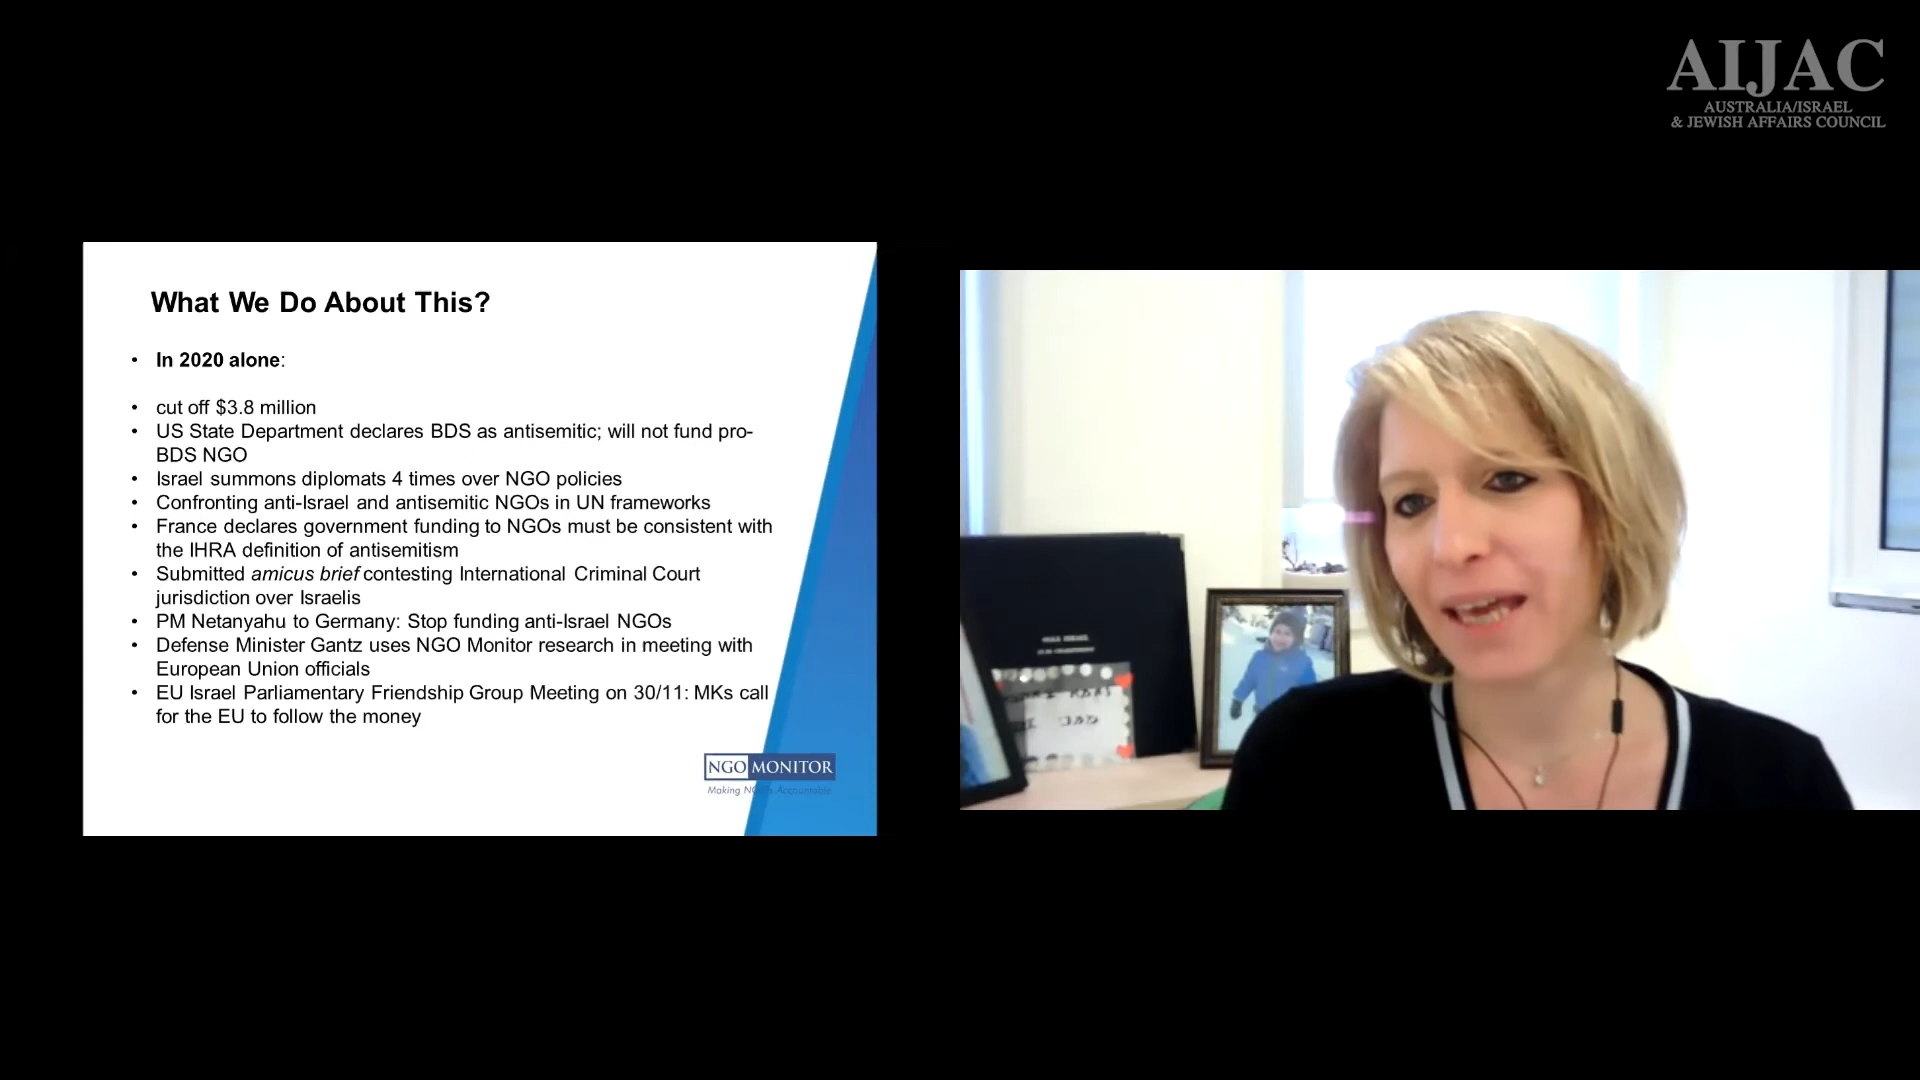 AIJAC
AUSTRALIA/ISRAEL
& JEWISH AFFAIRS COUNCIL
What We Do About This?
• In 2020 alone:
• cut off $3.8 million
• US State Department declares BDS as antisemitic; will not fund pro-
BDS NGO
• Israel summons diplomats 4 times over NGO policies
• Confronting anti-Israel and antisemitic NGOs in UN frameworks
• France declares government funding to NGOs must be consistent with
the IHRA definition of antisemitism
• Submitted amicus brief contesting International Criminal Court
jurisdiction over Israelis
• PM Netanyahu to Germany: Stop funding anti-Israel NGOs
• Defense Minister Gantz uses NGO Monitor research in meeting with
European Union officials
• EU Israel Parliamentary Friendship Group Meeting on 30/11: MKs call
for the EU to follow the money
NGO MONITOR
Making NGOs Accountable